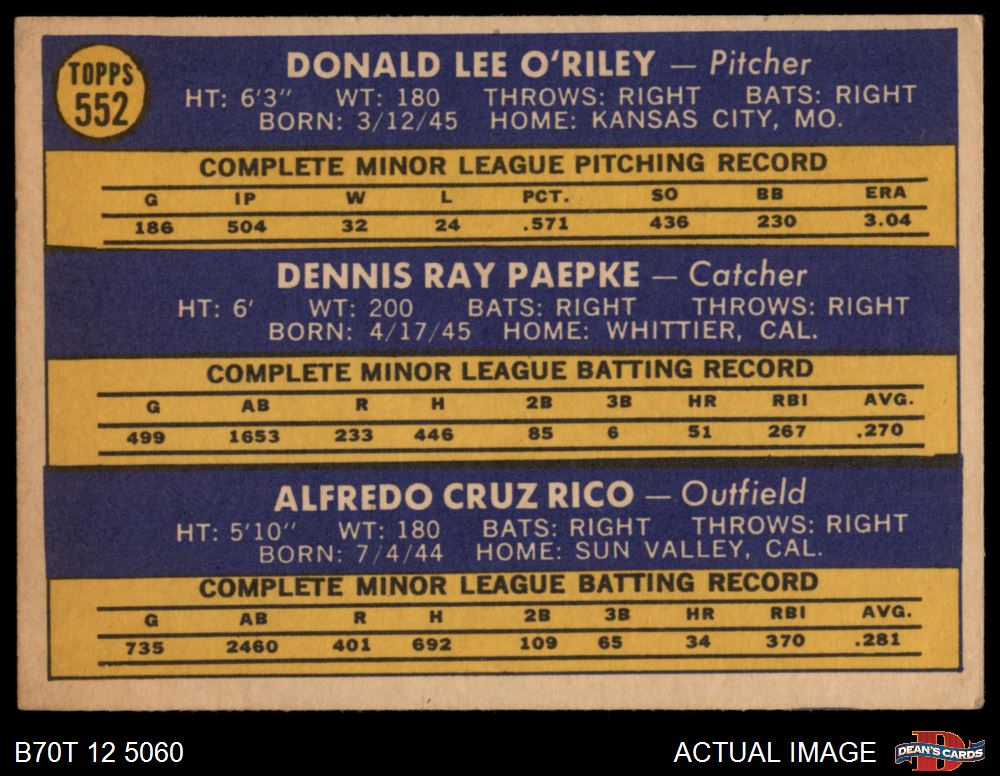 TOPPS
552
DONALD LEE O'RILEY — Pitcher
HT: 6'3" WT: 180 THROWS: RIGHT BATS: RIGHT
BORN: 3/12/45 HOME: KANSAS CITY, MO.
COMPLETE MINOR LEAGUE PITCHING RECORD
G IP W L PCT. SO BB ERA
186 504 32 24 .571 436 230 3.04
DENNIS RAY PAEPKE — Catcher
HT: 6' WT: 200 BATS: RIGHT THROWS: RIGHT
BORN: 4/17/45 HOME: WHITTIER, CAL.
COMPLETE MINOR LEAGUE BATTING RECORD
G AB R H 2B 3B HR RBI AVG.
499 1653 233 446 85 6 51 267 .270
ALFREDO CRUZ RICO — Outfield
HT: 5'10" WT: 180 BATS: RIGHT THROWS: RIGHT
BORN: 7/4/44 HOME: SUN VALLEY, CAL.
COMPLETE MINOR LEAGUE BATTING RECORD
G AB R H 2B 3B HR RBI AVG.
735 2460 401 692 109 65 34 370 .281
B70T 12 5060 ACTUAL IMAGE D DEAN'S CARDS